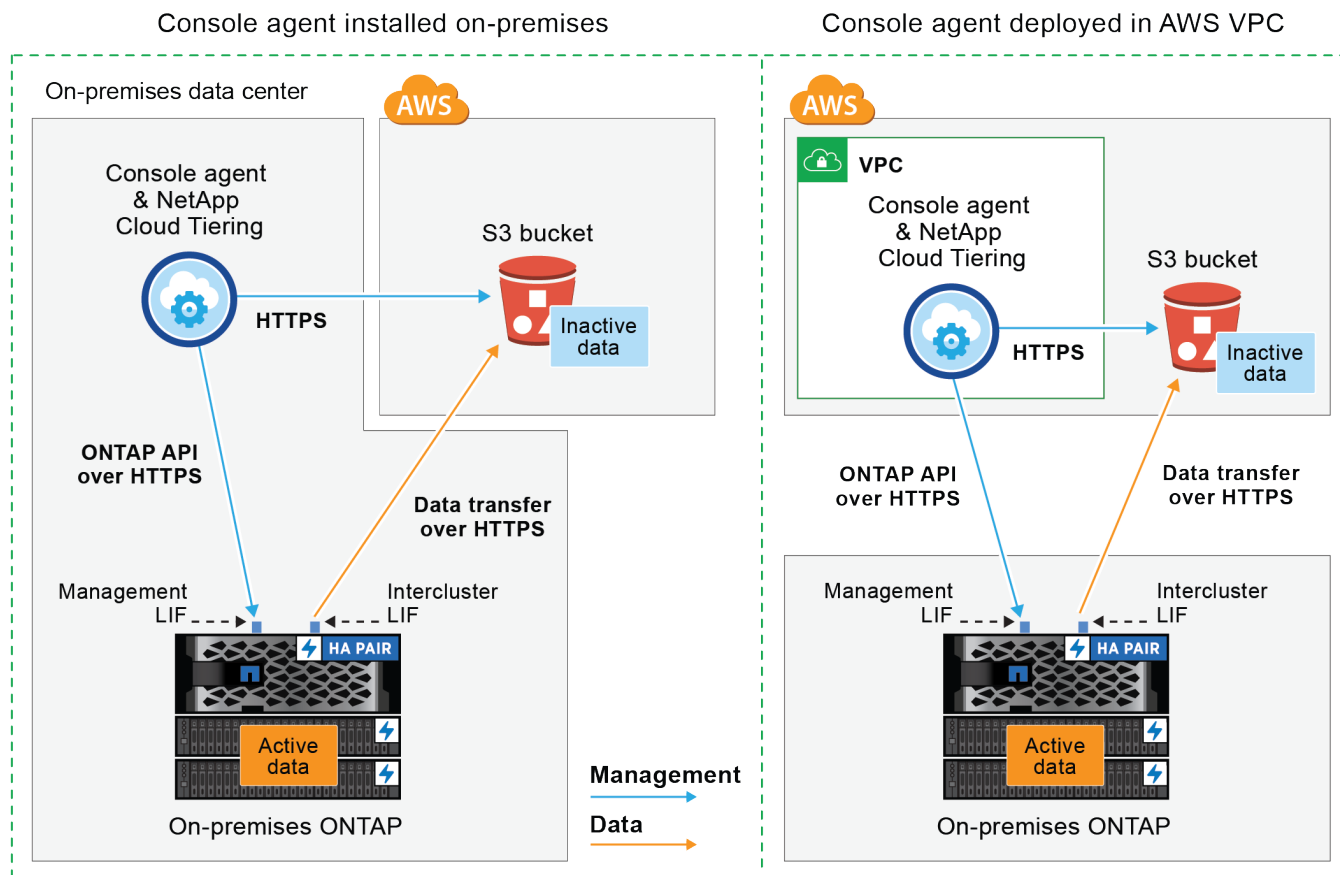 Console agent installed on-premises
On-premises data center
AWS
Console agent
& NetApp
Cloud Tiering
S3 bucket
HTTPS
Inactive
data
ONTAP API
over HTTPS
Data transfer
over HTTPS
Management
LIF
Intercluster
LIF
HA PAIR
Active
data
On-premises ONTAP
Management
Data
Console agent deployed in AWS VPC
AWS
VPC
Console agent
& NetApp
Cloud Tiering
S3 bucket
HTTPS
Inactive
data
ONTAP API
over HTTPS
Data transfer
over HTTPS
Management
LIF
Intercluster
LIF
HA PAIR
Active
data
On-premises ONTAP